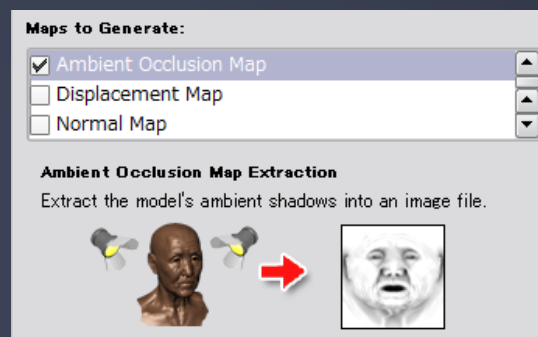 Maps to Generate:
Ambient Occlusion Map
Displacement Map
Normal Map
Ambient Occlusion Map Extraction
Extract the model's ambient shadows into an image file.